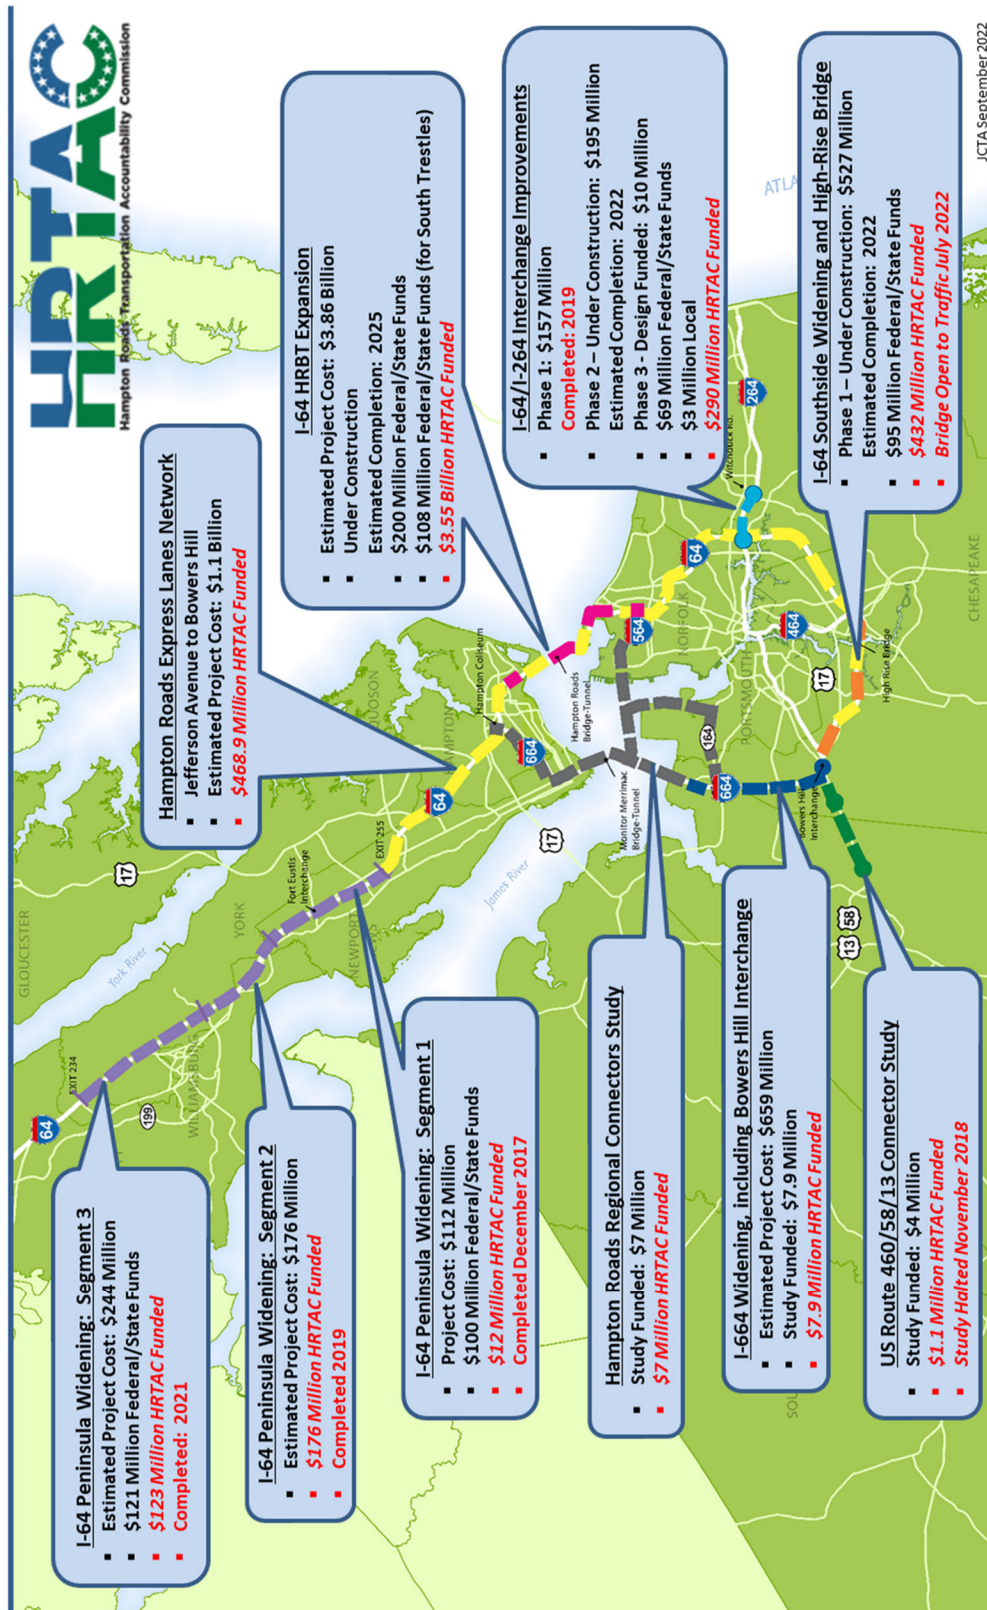 HRTAC
Hampton Roads Transportation Accountability Commission
I-64 Peninsula Widening: Segment 3
Estimated Project Cost: $244 Million
$121 Million Federal/State Funds
$123 Million HRTAC Funded
Completed: 2021
I-64 Peninsula Widening: Segment 2
Estimated Project Cost: $176 Million
$176 Million HRTAC Funded
Completed 2019
I-64 Peninsula Widening: Segment 1
Project Cost: $112 Million
$100 Million Federal/State Funds
$12 Million HRTAC Funded
Completed December 2017
Hampton Roads Regional Connectors Study
Study Funded: $7 Million
$7 Million HRTAC Funded
I-664 Widening, including Bowers Hill Interchange
Estimated Project Cost: $659 Million
Study Funded: $7.9 Million
$7.9 Million HRTAC Funded
US Route 460/58/13 Connector Study
Study Funded: $4 Million
$1.1 Million HRTAC Funded
Study Halted November 2018
Hampton Roads Express Lanes Network
Jefferson Avenue to Bowers Hill
Estimated Project Cost: $1.1 Billion
$468.9 Million HRTAC Funded
I-64 HRBT Expansion
Estimated Project Cost: $3.86 Billion
Under Construction
Estimated Completion: 2025
$200 Million Federal/State Funds
$108 Million Federal/State Funds (for South Trestles)
$3.55 Billion HRTAC Funded
I-64/I-264 Interchange Improvements
Phase 1: $157 Million
Completed: 2019
Phase 2 – Under Construction: $195 Million
Estimated Completion: 2022
Phase 3 - Design Funded: $10 Million
$69 Million Federal/State Funds
$3 Million Local
$290 Million HRTAC Funded
I-64 Southside Widening and High-Rise Bridge
Phase 1 – Under Construction: $527 Million
Estimated Completion: 2022
$95 Million Federal/State Funds
$432 Million HRTAC Funded
Bridge Open to Traffic July 2022
GLOUCESTER
York River
17
YORK
64
EXIT 234
199
WILLIAMSBURG
Fort Eustis
Interchange
NEWPORT
NEWS
EXIT 255
64
QUOSON
HAMPTON
Hampton Coliseum
664
James River
17
Hampton Roads
Bridge-Tunnel
Monitor Merrimac
Bridge-Tunnel
564
NORFOLK
64
Witchduck Rd.
264
ATLA
PORTSMOUTH
164
664
464
17
High Rise Bridge
CHESAPEAKE
Bowers Hill
Interchange
13
58
SOU
JCTA September 2022